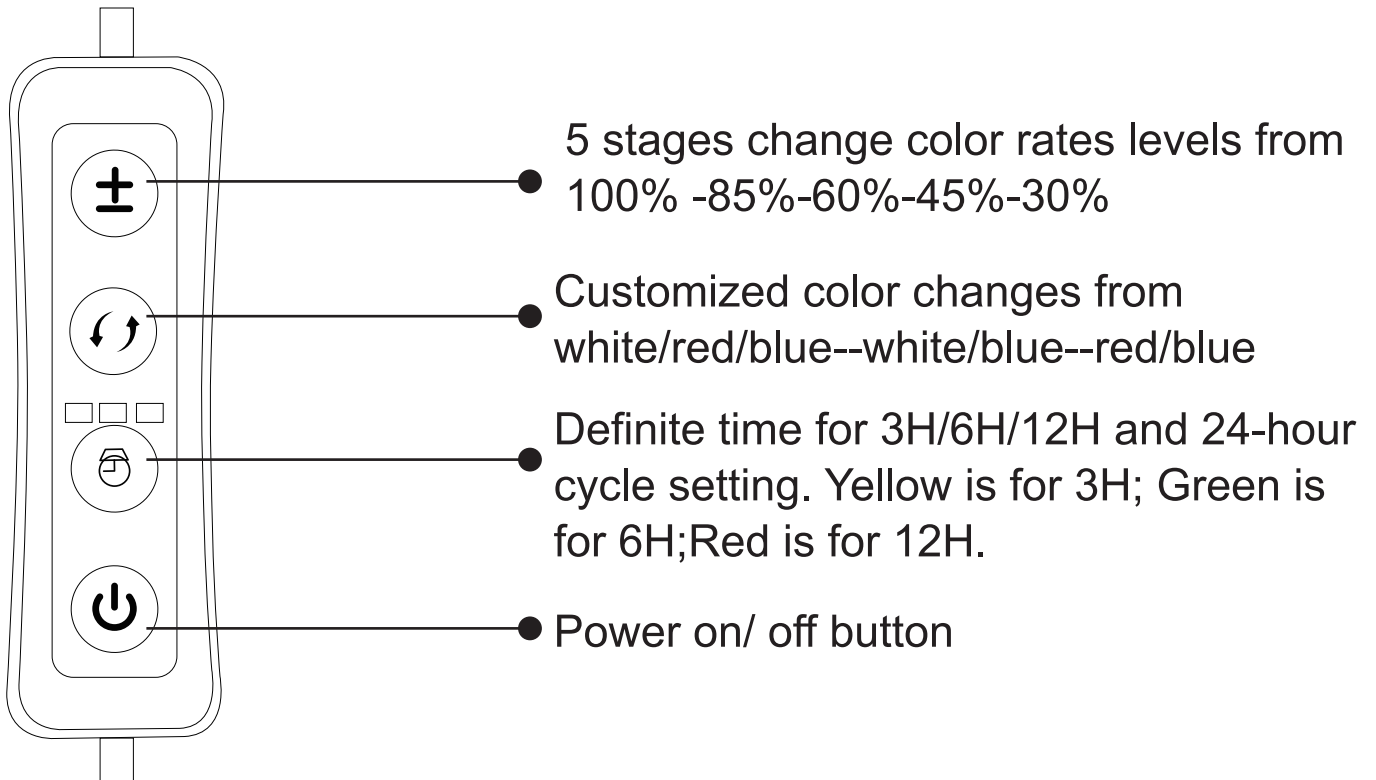 5 stages change color rates levels from
100% -85%-60%-45%-30%
Customized color changes from
white/red/blue--white/blue--red/blue
Definite time for 3H/6H/12H and 24-hour
cycle setting. Yellow is for 3H; Green is
for 6H;Red is for 12H.
Power on/ off button